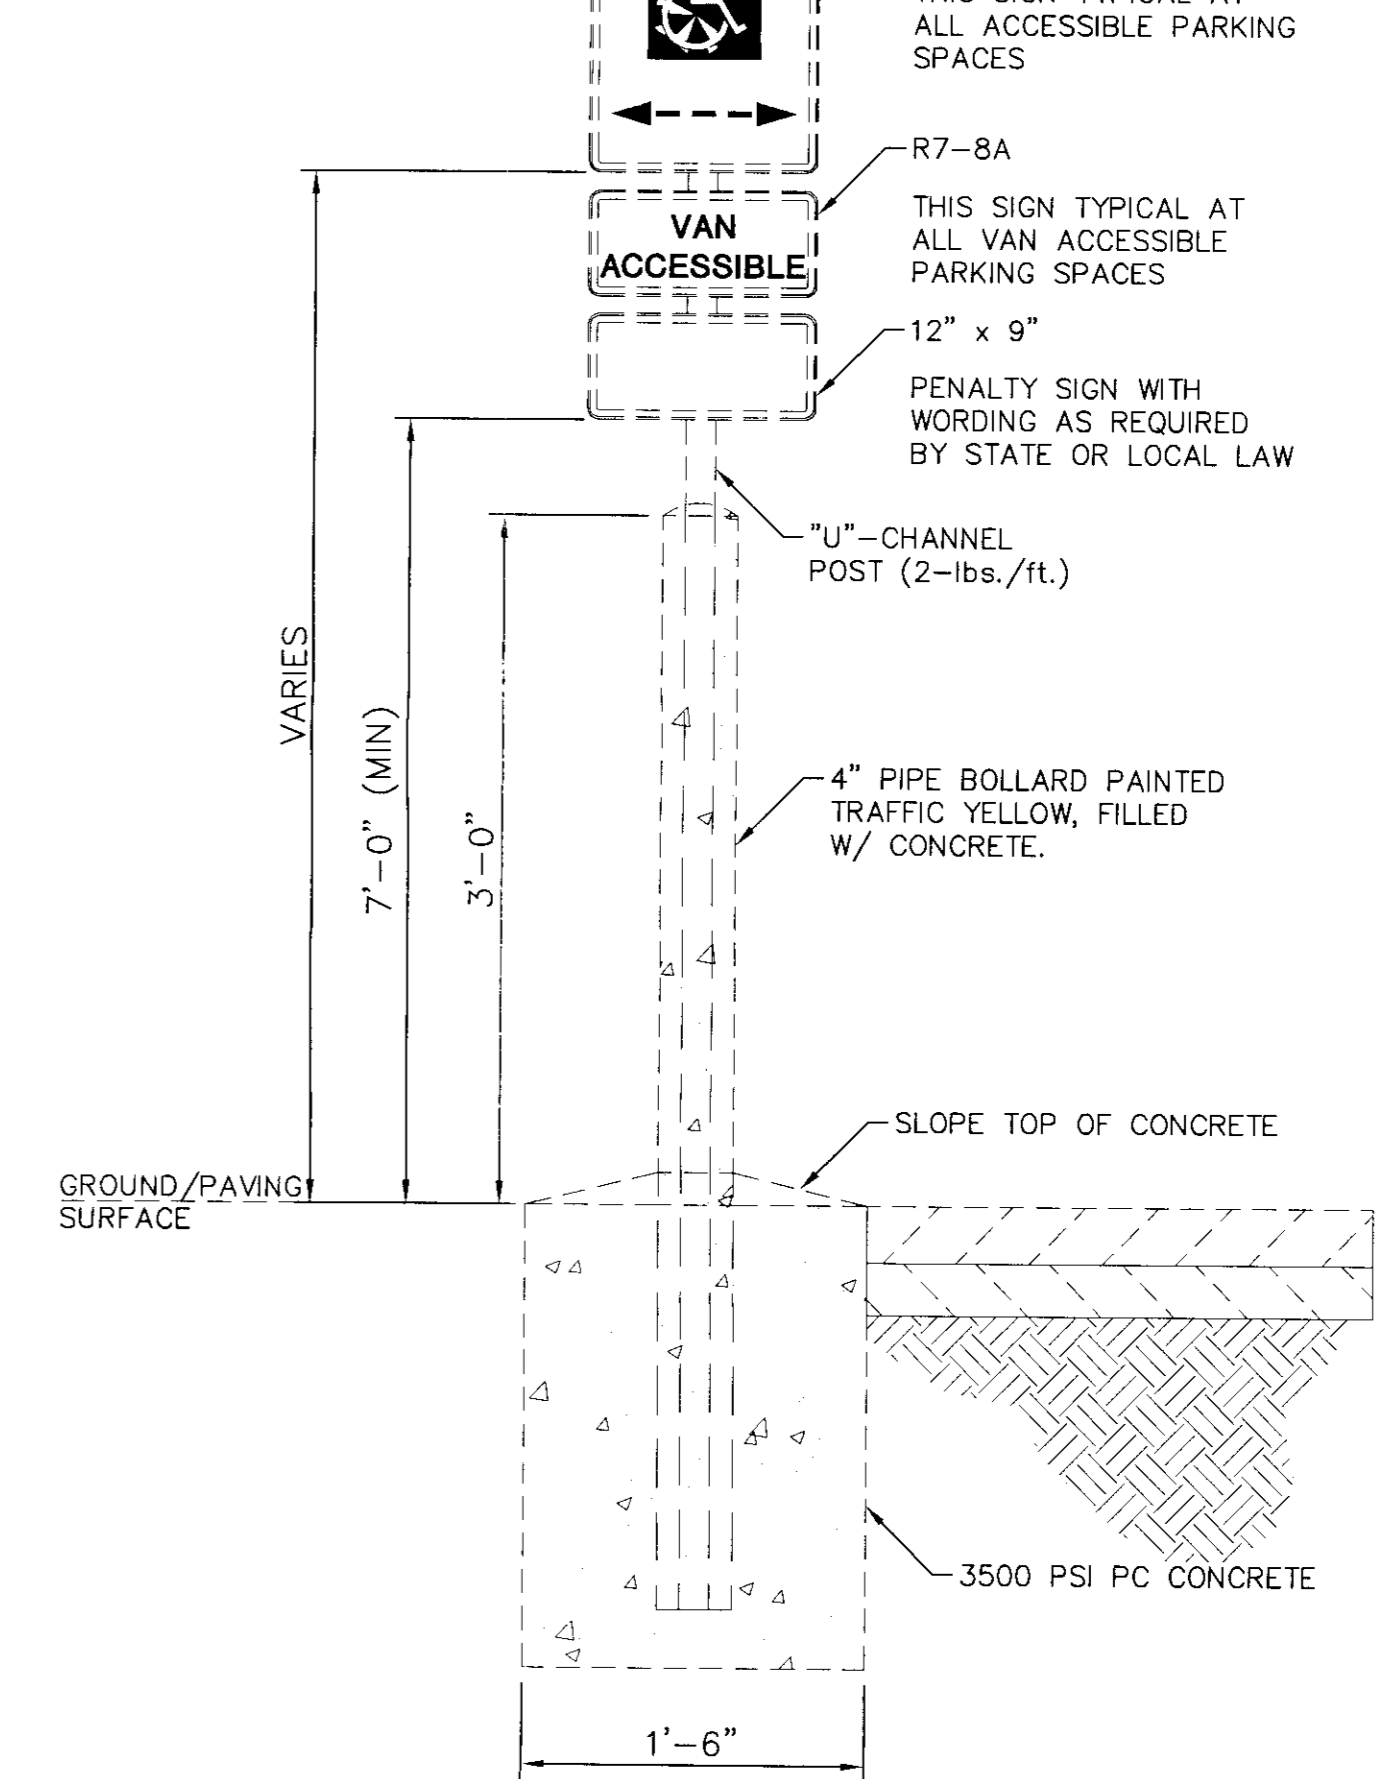 ALL ACCESSIBLE PARKING
SPACES
R7-8A
THIS SIGN TYPICAL AT
ALL VAN ACCESSIBLE
PARKING SPACES
VAN
ACCESSIBLE
12" x 9"
PENALTY SIGN WITH
WORDING AS REQUIRED
BY STATE OR LOCAL LAW
"U"-CHANNEL
POST (2-lbs./ft.)
VARIES
7'-0" (MIN)
3'-0"
4" PIPE BOLLARD PAINTED
TRAFFIC YELLOW, FILLED
W/ CONCRETE.
SLOPE TOP OF CONCRETE
GROUND/PAVING
SURFACE
3500 PSI PC CONCRETE
1'-6"